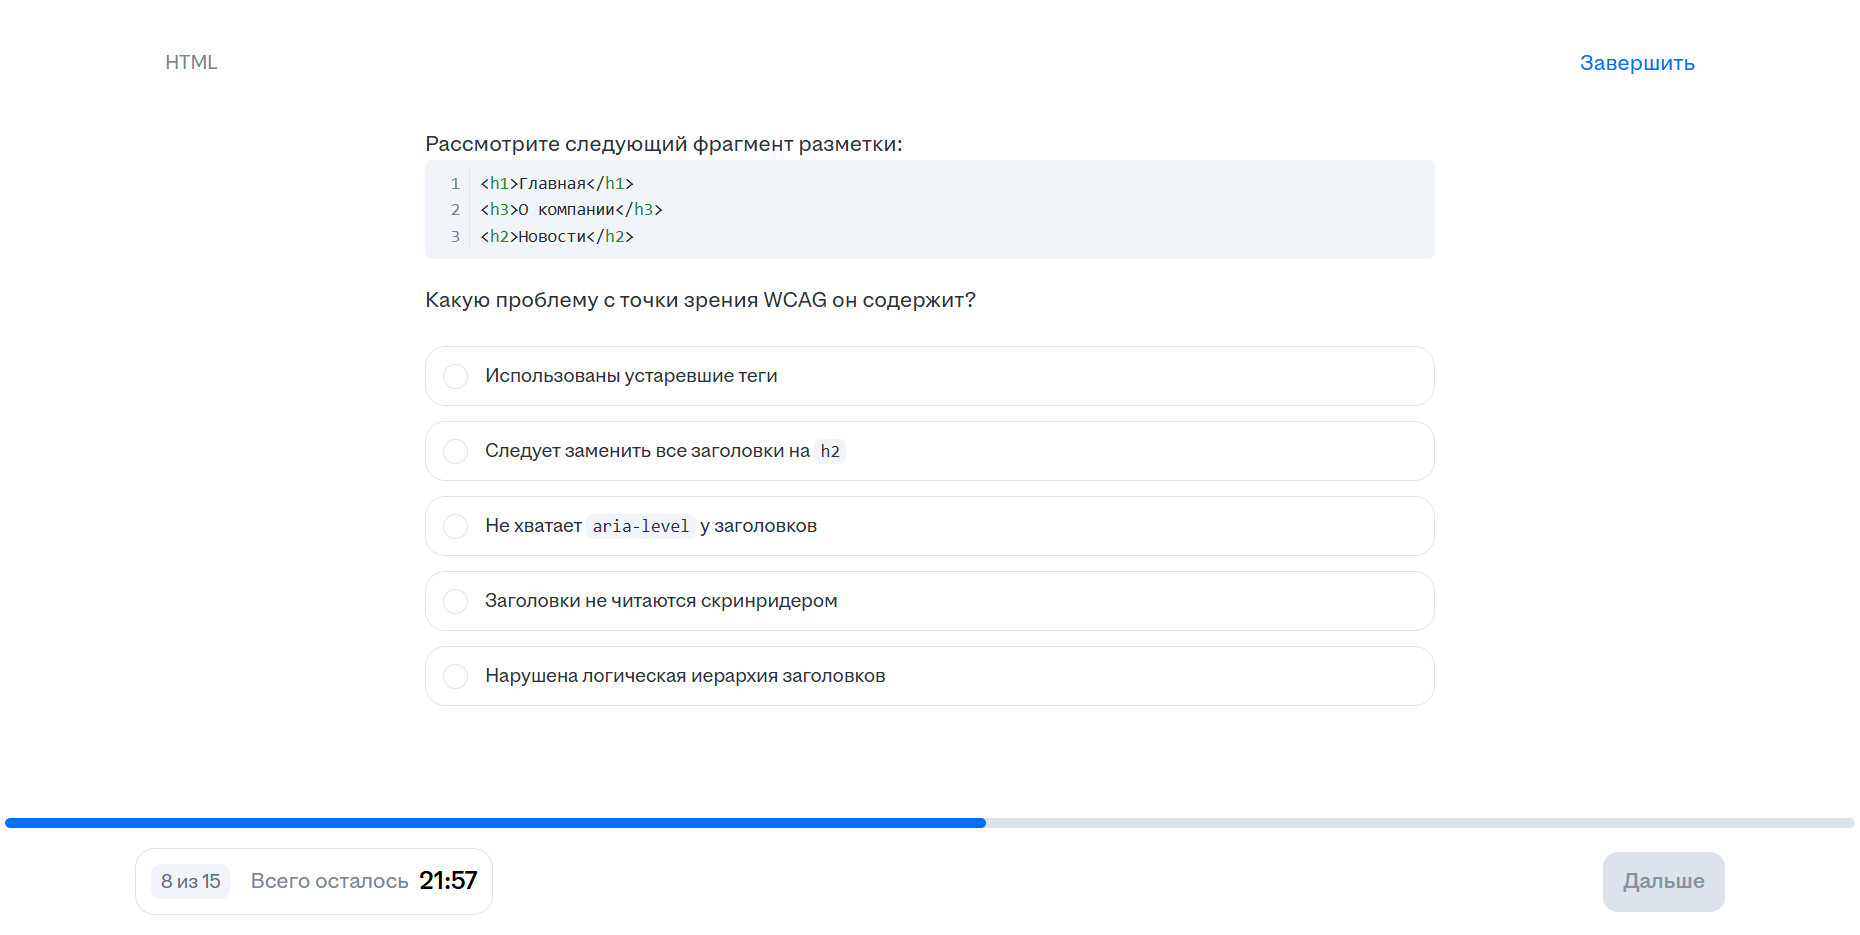 HTML
Завершить
Рассмотрите следующий фрагмент разметки:
1 <h1>Главная</h1>
2 <h3>О компании</h3>
3 <h2>Новости</h2>
Какую проблему с точки зрения WCAG он содержит?
Использованы устаревшие теги
Следует заменить все заголовки на h2
Не хватает aria-level у заголовков
Заголовки не читаются скринридером
Нарушена логическая иерархия заголовков
8 из 15 Всего осталось 21:57
Дальше